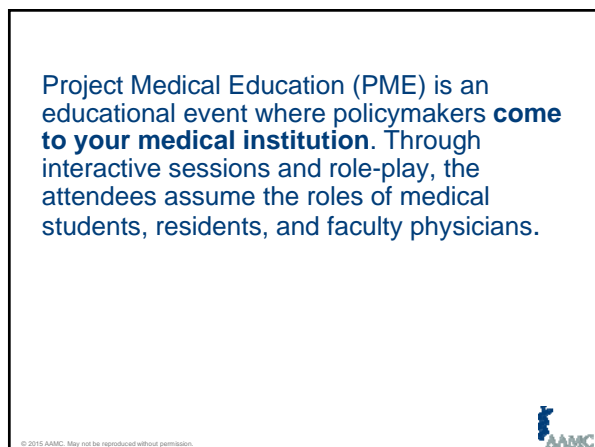 Project Medical Education (PME) is an
educational event where policymakers come
to your medical institution. Through
interactive sessions and role-play, the
attendees assume the roles of medical
students, residents, and faculty physicians.
© 2015 AAMC. May not be reproduced without permission.
AAMC